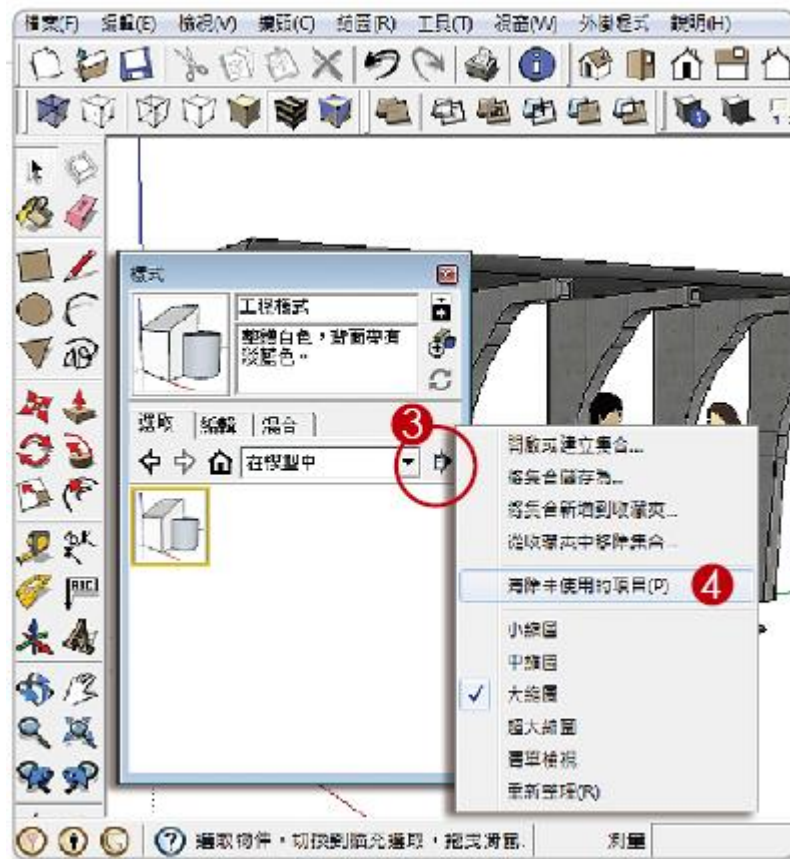 檔案(F) 編輯(E) 檢視(V) 鏡頭(C) 繪圖(R) 工具(T) 視窗(W) 外掛程式 說明(H)
樣式
工程樣式
整體白色，背面帶有
淡藍色。
選取 編輯 混合
3
在模型中
開啟或建立集合...
將集合儲存為...
將集合新增到收藏夾...
從收藏夾中移除集合...
清除未使用的項目(P) 4
小縮圖
中縮圖
大縮圖
超大縮圖
清單檢視
重新整理(R)
ABC
選取物件。切換到擴充選取。拖曳滑鼠. 測量